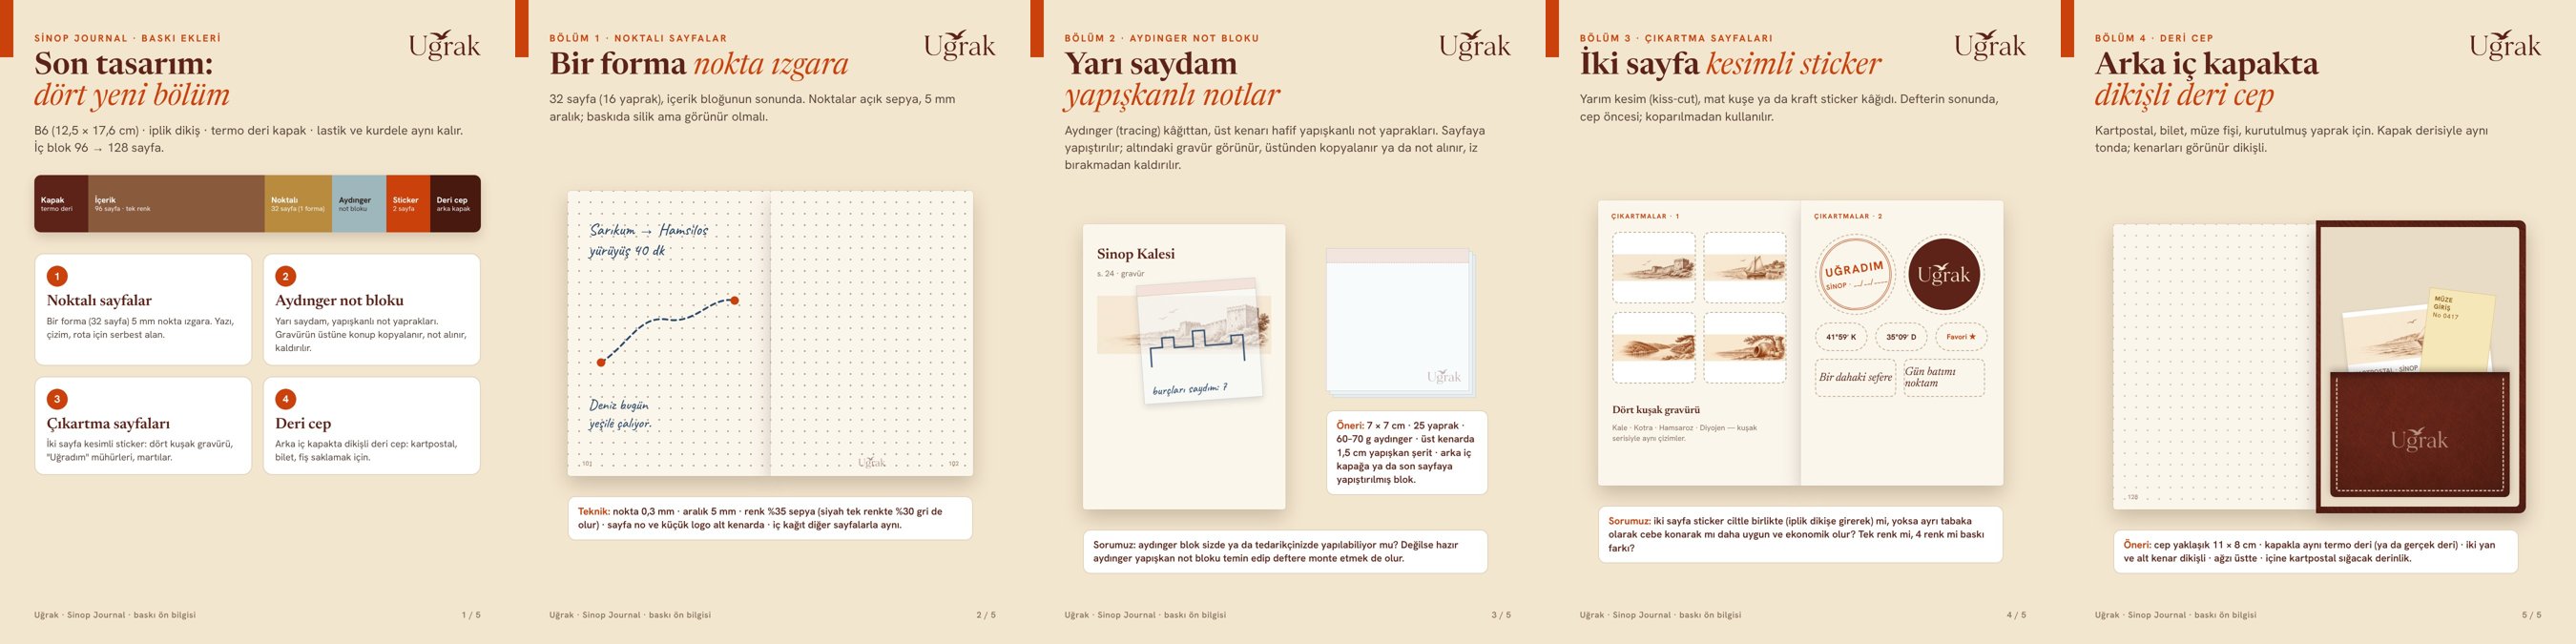 SİNOP JOURNAL · BASKI EKLERİ
Uğrak
Son tasarım:
dört yeni bölüm
B6 (12,5 × 17,6 cm) · iplik dikiş · termo deri kapak · lastik ve kurdele aynı kalır.
İç blok 96 → 128 sayfa.
Kapak
termo deri
İçerik
96 sayfa · tek renk
Noktalı
32 sayfa (1 forma)
Aydınger
not bloku
Sticker
2 sayfa
Deri cep
arka kapak
1
Noktalı sayfalar
Bir forma (32 sayfa) 5 mm nokta ızgara. Yazı,
çizim, rota için serbest alan.
2
Aydınger not bloku
Yarı saydam, yapışkanlı not yaprakları.
Gravürün üstüne konup kopyalanır, not alınır,
kaldırılır.
3
Çıkartma sayfaları
İki sayfa kesimli sticker: dört kuşak gravürü,
"Uğradım" mühürleri, martılar.
4
Deri cep
Arka iç kapakta dikişli deri cep: kartpostal,
bilet, fiş saklamak için.
Uğrak · Sinop Journal · baskı ön bilgisi
1 / 5
BÖLÜM 1 · NOKTALI SAYFALAR
Uğrak
Bir forma nokta ızgara
32 sayfa (16 yaprak), içerik bloğunun sonunda. Noktalar açık sepya, 5 mm
aralık; baskıda silik ama görünür olmalı.
Sarıkum → Hamsilos
yürüyüş 40 dk
Deniz bugün
yeşile çalıyor.
Uğrak
103
Teknik: nokta 0,3 mm · aralık 5 mm · renk %35 sepya (siyah tek renkte %30 gri de
olur) · sayfa no ve küçük logo alt kenarda · iç kağıt diğer sayfalarla aynı.
Uğrak · Sinop Journal · baskı ön bilgisi
2 / 5
BÖLÜM 2 · AYDINGER NOT BLOKU
Uğrak
Yarı saydam
yapışkanlı notlar
Aydınger (tracing) kâğıttan, üst kenarı hafif yapışkanlı not yaprakları. Sayfaya
yapıştırılır; altındaki gravür görünür, üstünden kopyalanır ya da not alınır, iz
bırakmadan kaldırılır.
Sinop Kalesi
s. 24 · gravür
burçları saydım: 7
Uğrak
Öneri: 7 × 7 cm · 25 yaprak ·
60–70 g aydınger · üst kenarda
1,5 cm yapışkan şerit · arka iç
kapağa ya da son sayfaya
yapıştırılmış blok.
Sorumuz: aydınger blok sizde ya da tedarikçinizde yapılabiliyor mu? Değilse hazır
aydınger yapışkan not bloku temin edip deftere monte etmek de olur.
Uğrak · Sinop Journal · baskı ön bilgisi
3 / 5
BÖLÜM 3 · ÇIKARTMA SAYFALARI
Uğrak
İki sayfa kesimli sticker
Yarım kesim (kiss-cut), mat kuşe ya da kraft sticker kâğıdı. Defterin sonunda,
cep öncesi; koparılmadan kullanılır.
ÇIKARTMALAR · 1
Dört kuşak gravürü
Kale · Kotra · Hamsaroz · Diyojen — kuşak
serisiyle aynı çizimler.
ÇIKARTMALAR · 2
UĞRADIM
SİNOP ·
Uğrak
41°59′ K
35°09′ D
Favori ★
Bir dahaki sefere
Gün batımı
noktam
Sorumuz: iki sayfa sticker ciltle birlikte (iplik dikişe girerek) mi, yoksa ayrı tabaka
olarak cebe konarak mı daha uygun ve ekonomik olur? Tek renk mi, 4 renk mi baskı
farkı?
Uğrak · Sinop Journal · baskı ön bilgisi
4 / 5
BÖLÜM 4 · DERİ CEP
Uğrak
Arka iç kapakta
dikişli deri cep
Kartpostal, bilet, müze fişi, kurutulmuş yaprak için. Kapak derisiyle aynı
tonda; kenarları görünür dikişli.
MÜZE
GİRİŞ
No 0417
128
Uğrak
Öneri: cep yaklaşık 11 × 8 cm · kapakla aynı termo deri (ya da gerçek deri) · iki yan
ve alt kenar dikişli · ağzı üstte · içine kartpostal sığacak derinlik.
Uğrak · Sinop Journal · baskı ön bilgisi
5 / 5